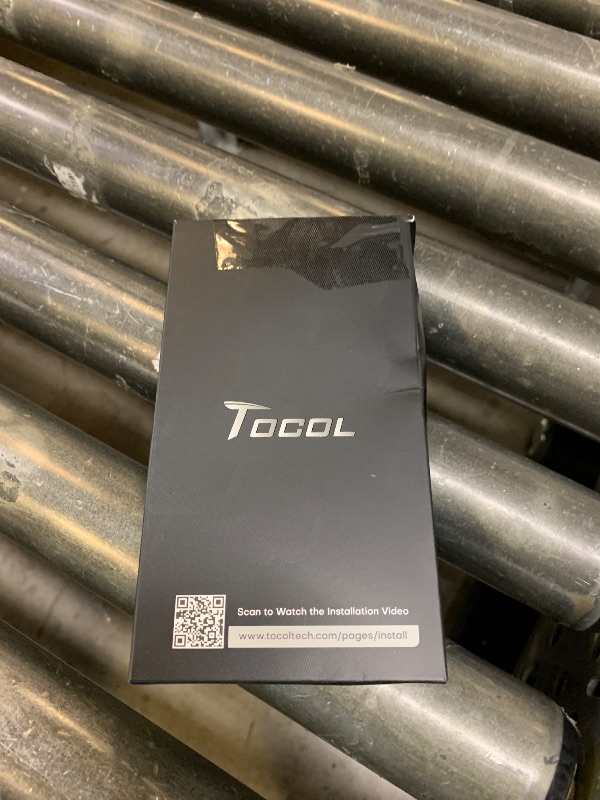 TOCOL
Scan to Watch the Installation Video
www.tocoltech.com/pages/install